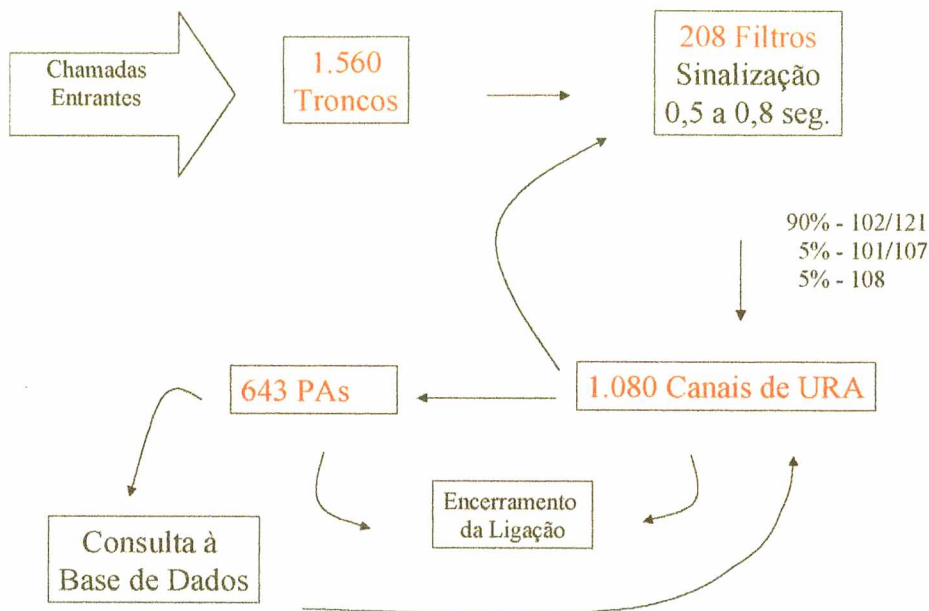 Chamadas
Entrantes
1.560
Troncos
208 Filtros
Sinalização
0,5 a 0,8 seg.
90% - 102/121
5% - 101/107
5% - 108
643 PAs
1.080 Canais de URA
Encerramento
da Ligação
Consulta à
Base de Dados